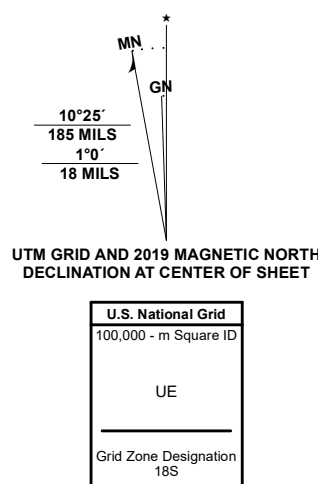 ★
MN
GN
10°25´
185 MILS
1°0´
18 MILS
UTM GRID AND 2019 MAGNETIC NORTH
DECLINATION AT CENTER OF SHEET
U.S. National Grid
100,000 - m Square ID
UE
Grid Zone Designation
18S